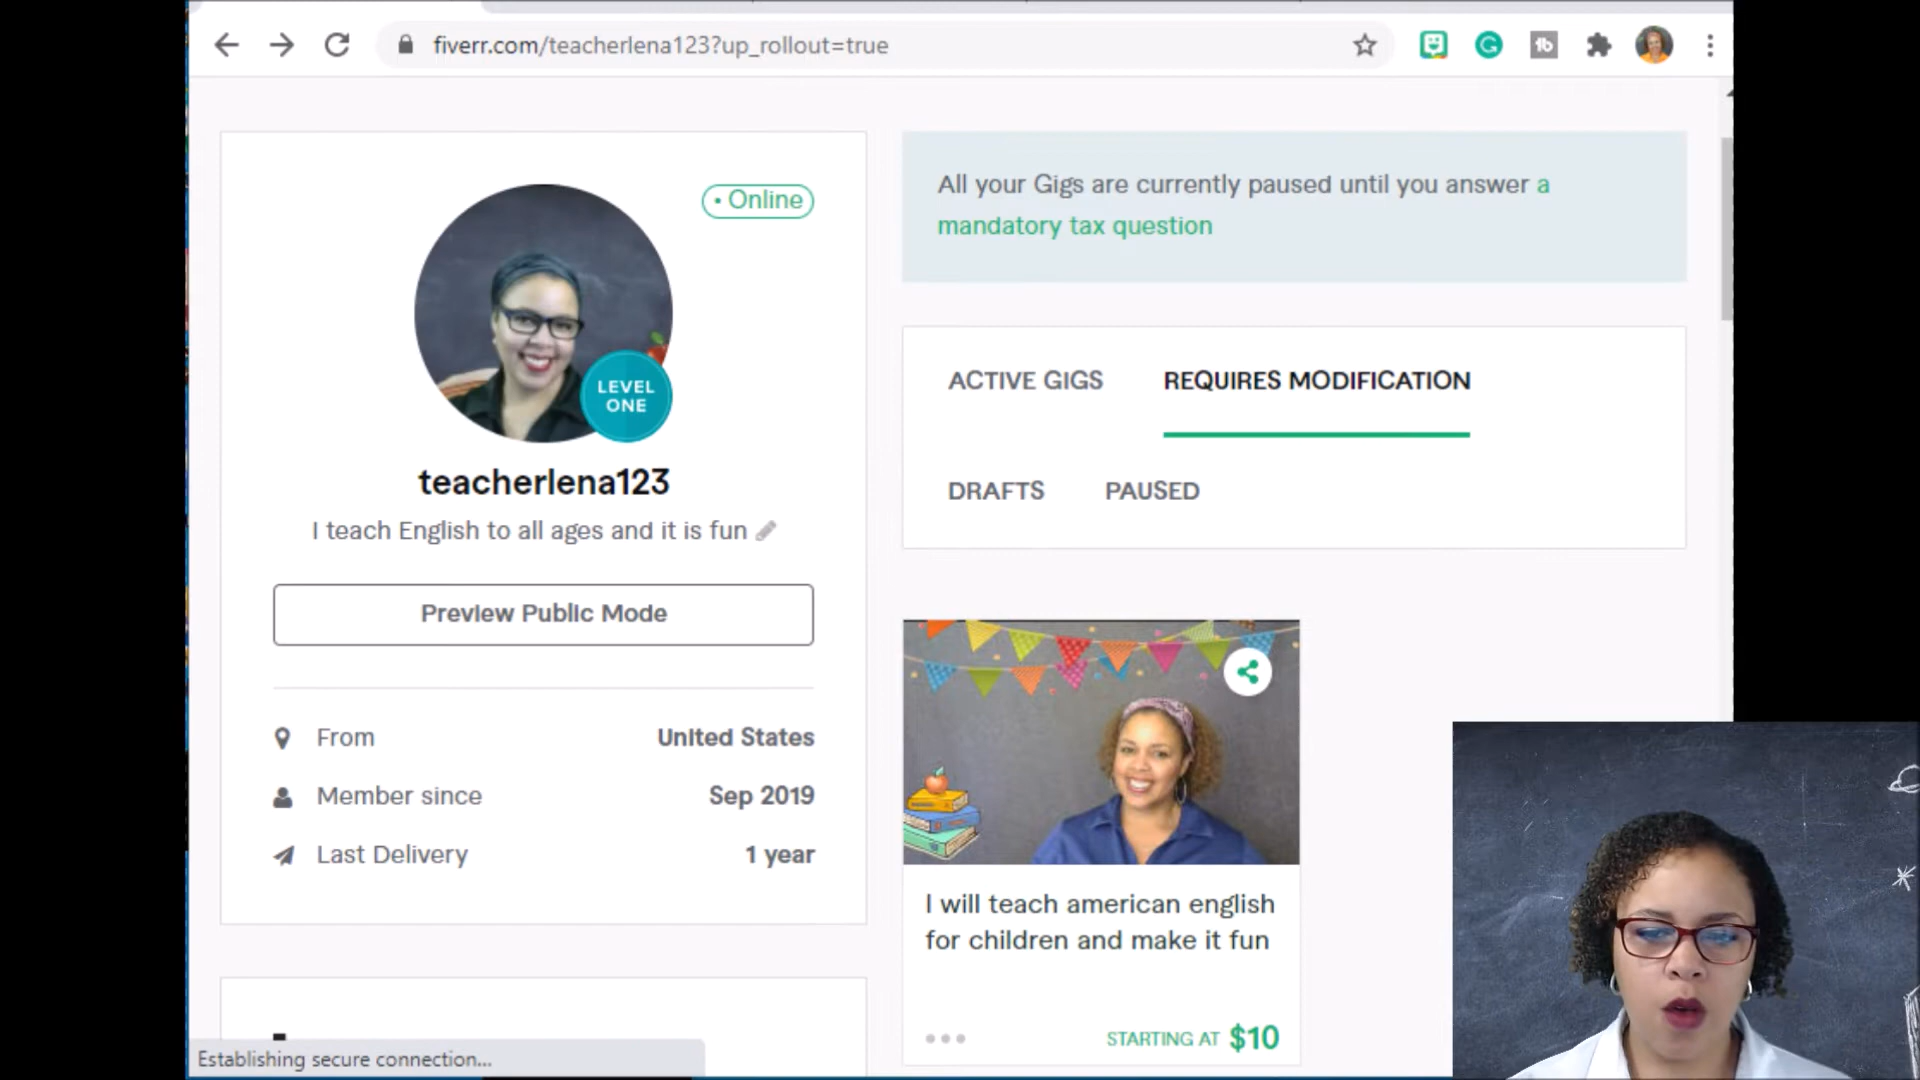 fiverr.com/teacherlena123?up_rollout=true
Online
LEVEL
ONE
teacherlena123
I teach English to all ages and it is fun
Preview Public Mode
From United States
Member since Sep 2019
Last Delivery 1 year
All your Gigs are currently paused until you answer a
mandatory tax question
ACTIVE GIGS REQUIRES MODIFICATION
DRAFTS PAUSED
I will teach american english
for children and make it fun
STARTING AT $10
Establishing secure connection...